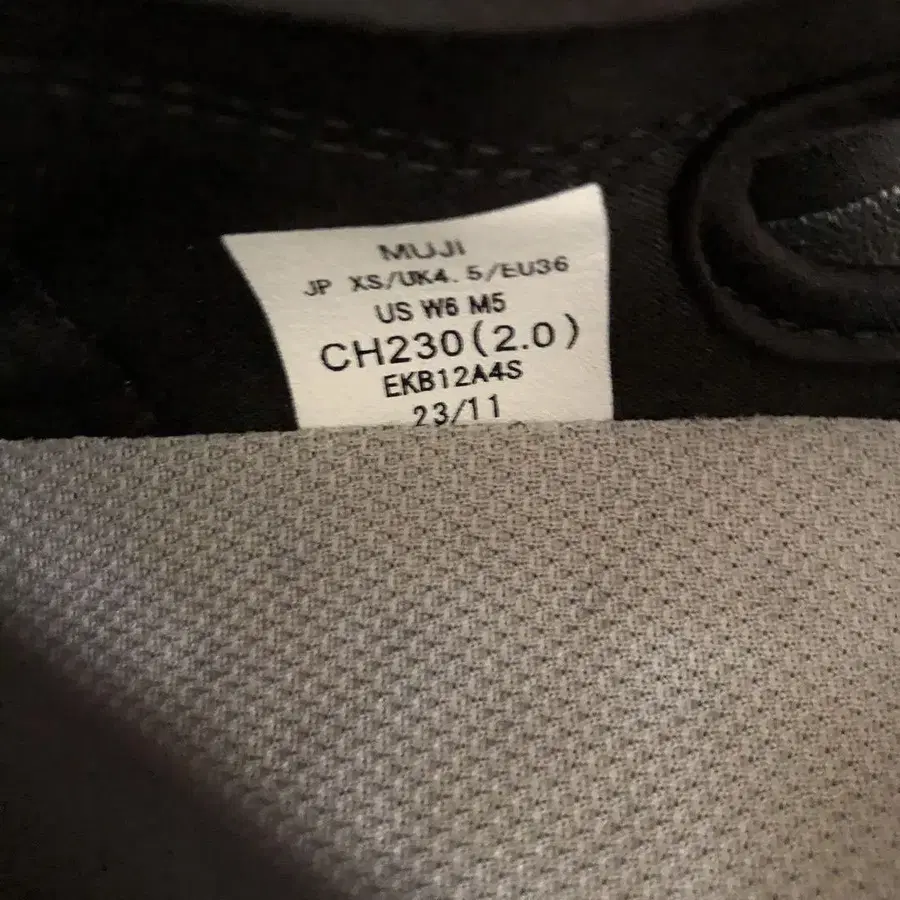 MUJI
JP XS/UK4.5/EU36
US W6 M5
CH230(2.0)
EKB12A4S
23/11